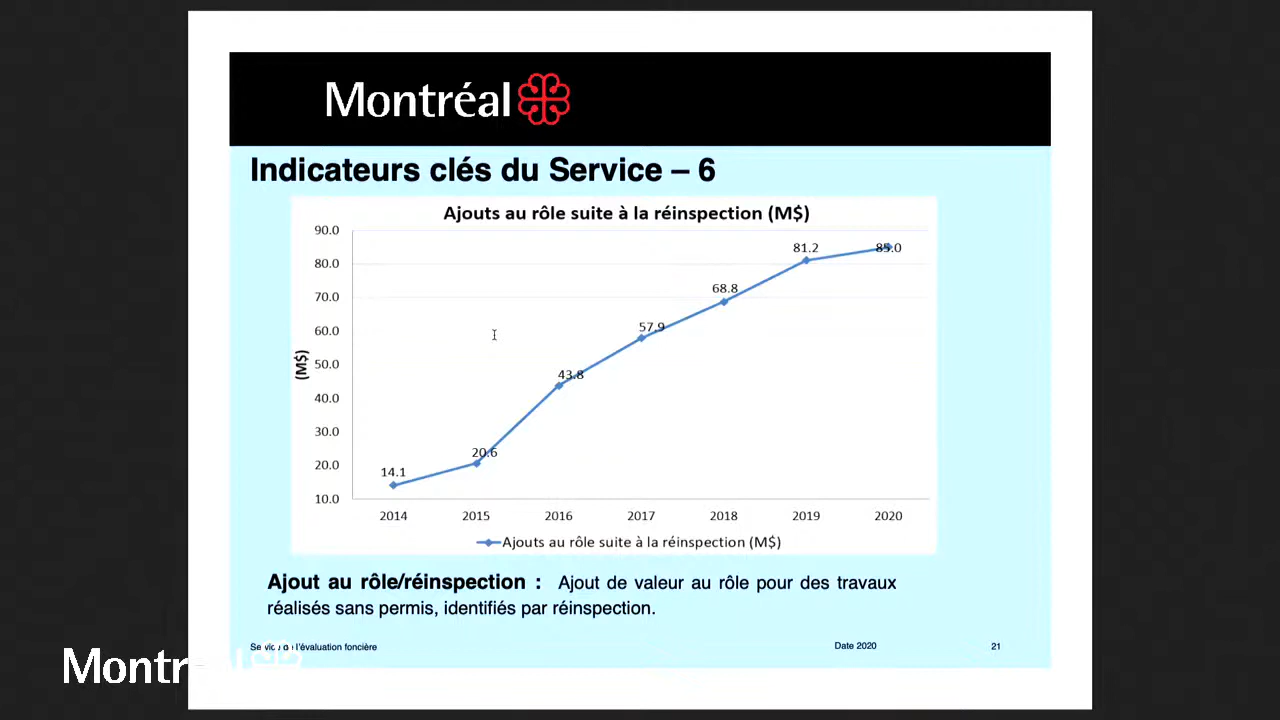 Montréal
Indicateurs clés du Service – 6
Ajouts au rôle suite à la réinspection (M$)
90.0
80.0
70.0
60.0
50.0
40.0
30.0
20.0
10.0
(M$)
14.1
20.6
43.8
57.9
68.8
81.2
85.0
2014 2015 2016 2017 2018 2019 2020
Ajouts au rôle suite à la réinspection (M$)
Ajout au rôle/réinspection : Ajout de valeur au rôle pour des travaux
réalisés sans permis, identifiés par réinspection.
Service de l'évaluation foncière Date 2020 21
Montréal